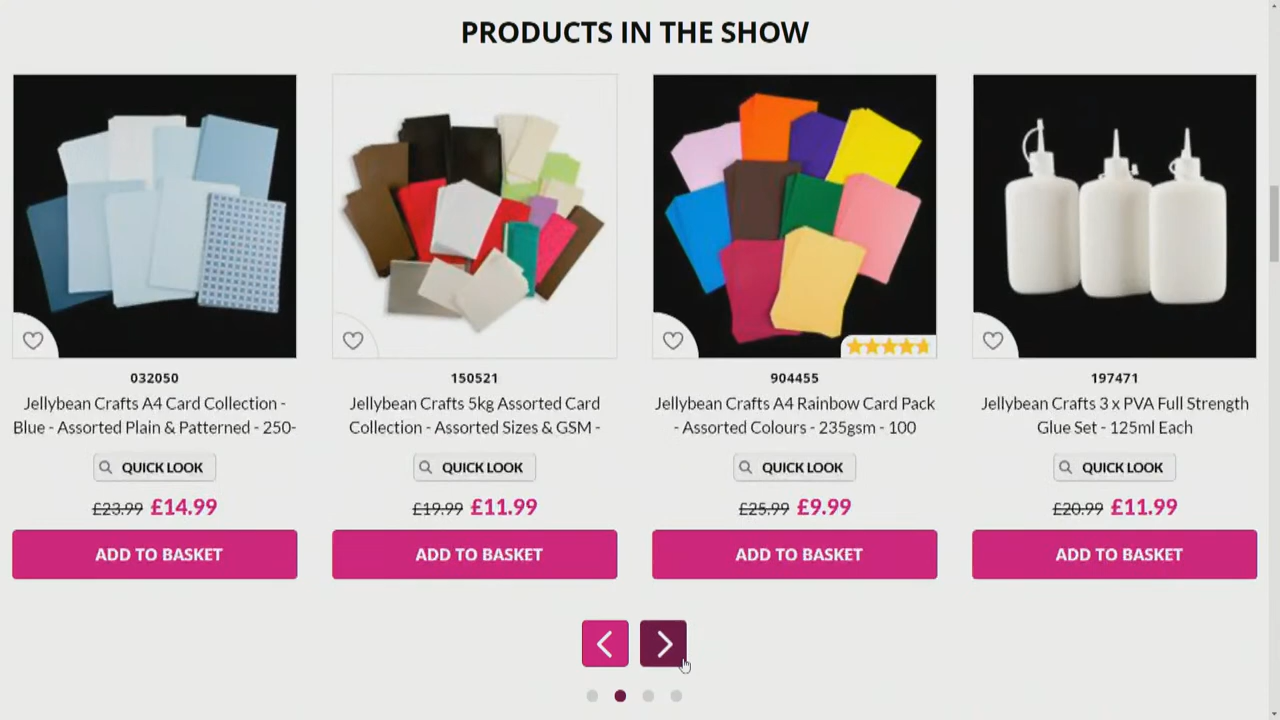 PRODUCTS IN THE SHOW
032050
Jellybean Crafts A4 Card Collection -
Blue - Assorted Plain & Patterned - 250-
QUICK LOOK
£23.99 £14.99
ADD TO BASKET
150521
Jellybean Crafts 5kg Assorted Card
Collection - Assorted Sizes & GSM -
QUICK LOOK
£19.99 £11.99
ADD TO BASKET
904455
Jellybean Crafts A4 Rainbow Card Pack
- Assorted Colours - 235gsm - 100
QUICK LOOK
£25.99 £9.99
ADD TO BASKET
197471
Jellybean Crafts 3 x PVA Full Strength
Glue Set - 125ml Each
QUICK LOOK
£20.99 £11.99
ADD TO BASKET